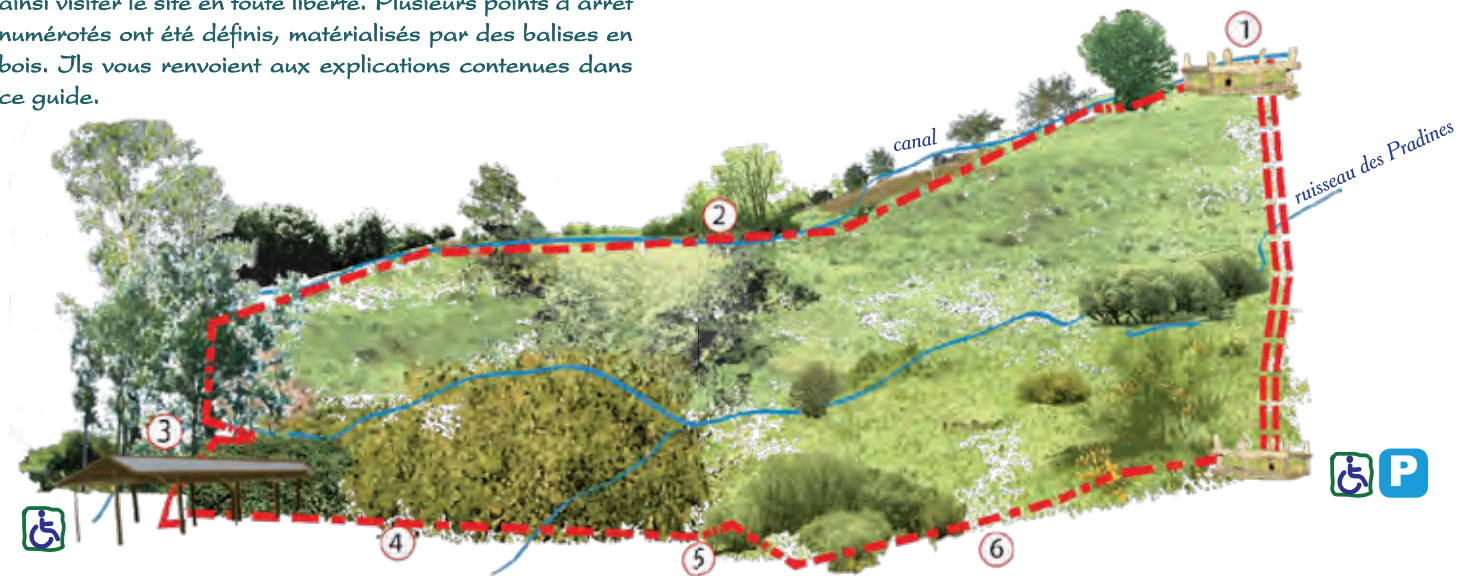 ainsi visiter le site en toute liberté. Plusieurs points d'arrêt
numérotés ont été définis, matérialisés par des balises en
bois. Ils vous renvoient aux explications contenues dans
ce guide.
1
canal
ruisseau des Pradines
2
3
P
4
5
6